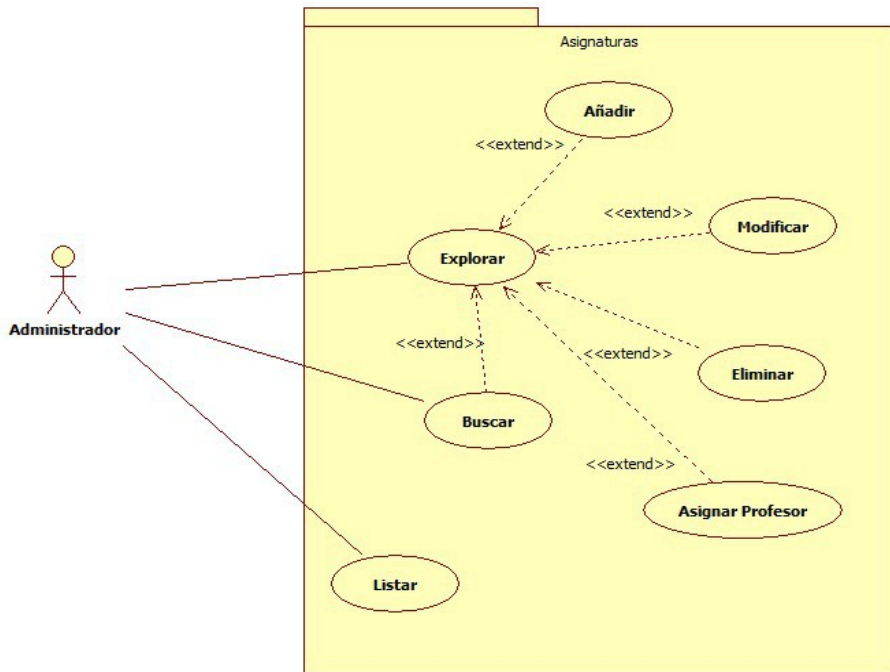 Asignaturas
Añadir
<<extend>>
<<extend>>
Modificar
Explorar
Administrador
<<extend>>
<<extend>>
Eliminar
Buscar
<<extend>>
Asignar Profesor
Listar